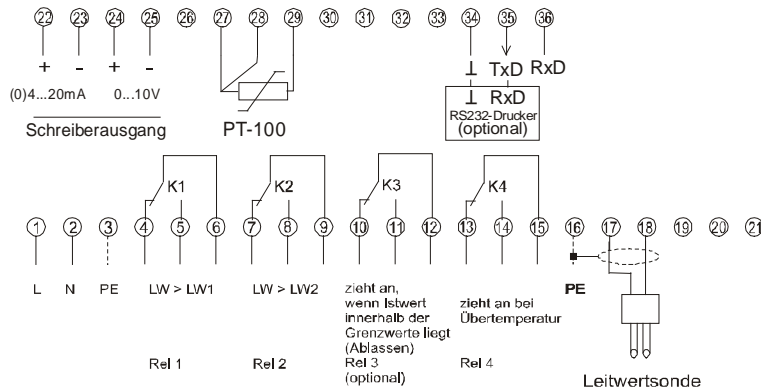 22 23 24 25 26 27 28 29 30 31 32 33 34 35 36
+ - + - ⊥ TxD RxD
(0)4...20mA 0...10V
⊥ RxD
RS232-Drucker
(optional)
Schreiberausgang PT-100
K1 K2 K3 K4
1 2 3 4 5 6 7 8 9 10 11 12 13 14 15 16 17 18 19 20 21
L N PE LW > LW1 LW > LW2
zieht an,
wenn Istwert
innerhalb der
Grenzwerte liegt
(Ablassen)
Rel 3
(optional)
zieht an bei
Übertemperatur
PE
Rel 1 Rel 2 Rel 4
Leitwertsonde